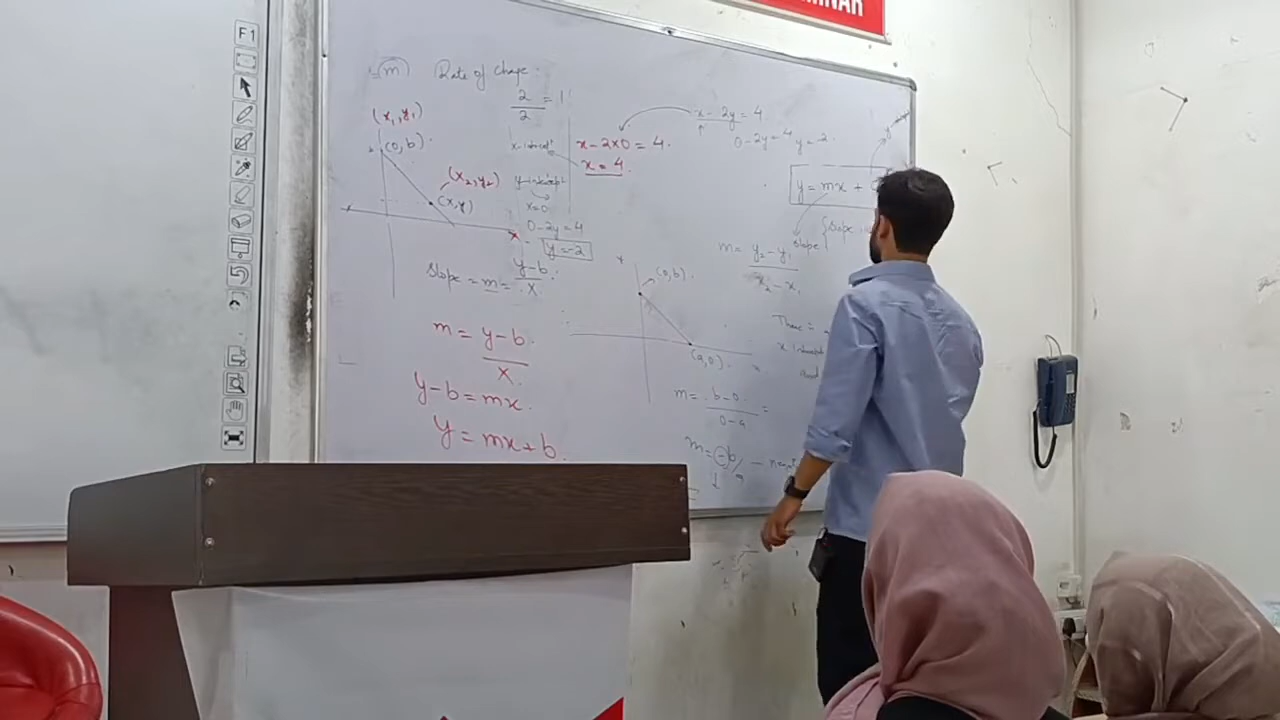 MINAR
F1
(m) Rate of change
(x₁, y₁)
(0, b)
(x₂, y₂)
(x, y)
slope = m = y-b / x
m = y-b / x
y-b = mx
y = mx + b
2/2 = 1
x-intercept
y-intercept
x=0
0-2y=4
y=-2
x-2y=4
x-2x0=4
x=4
0-2y=4 y=-2
y = mx +
slope
m = y₂-y₁ / x₂-x₁
(0, b)
(a, 0)
m = b-0 / 0-a =
m = -b/a